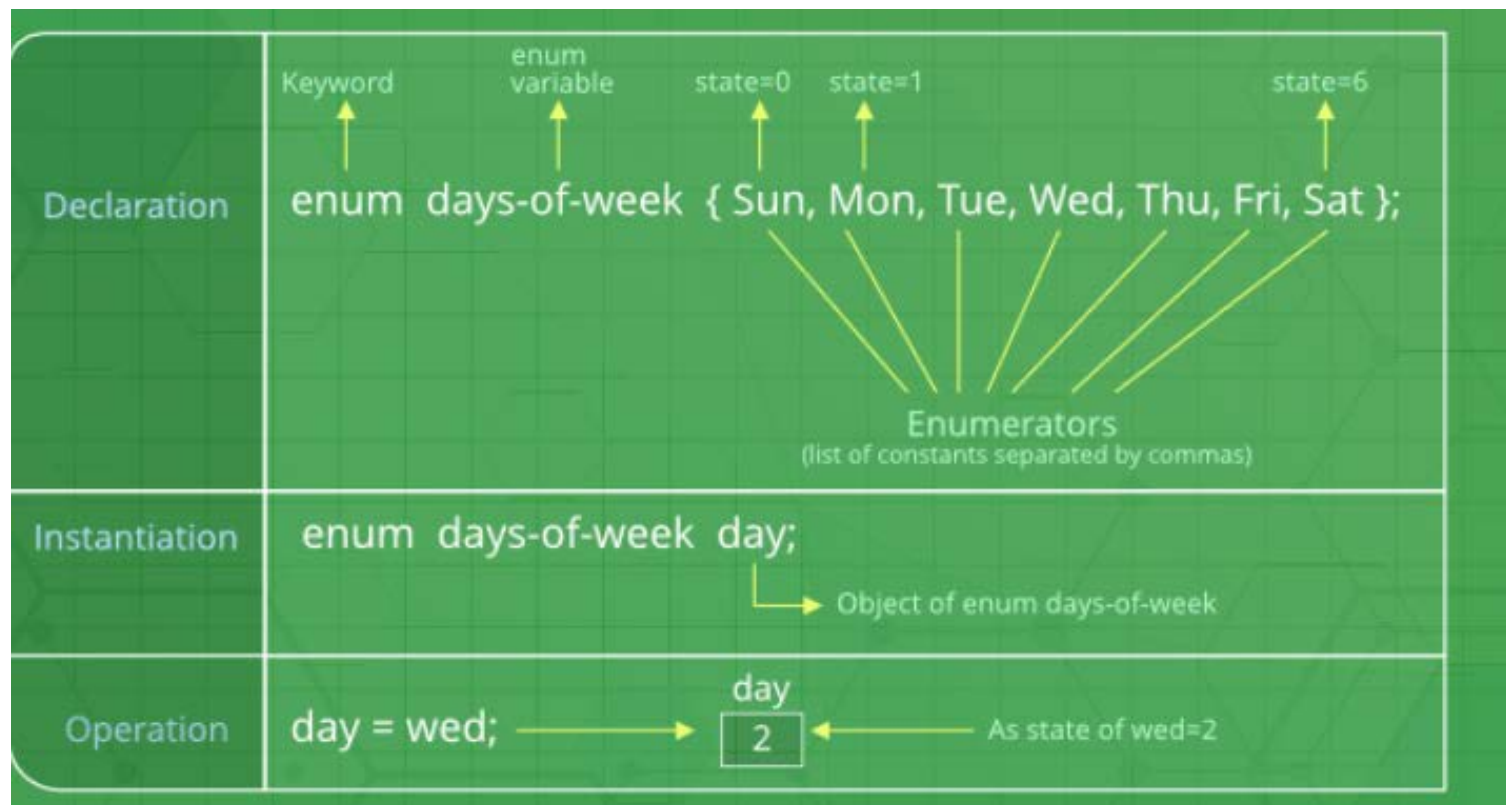 Keyword enum variable state=0 state=1 state=6
Declaration enum days-of-week { Sun, Mon, Tue, Wed, Thu, Fri, Sat };
Enumerators
(list of constants separated by commas)
Instantiation enum days-of-week day;
Object of enum days-of-week
day
Operation day = wed; 2 As state of wed=2